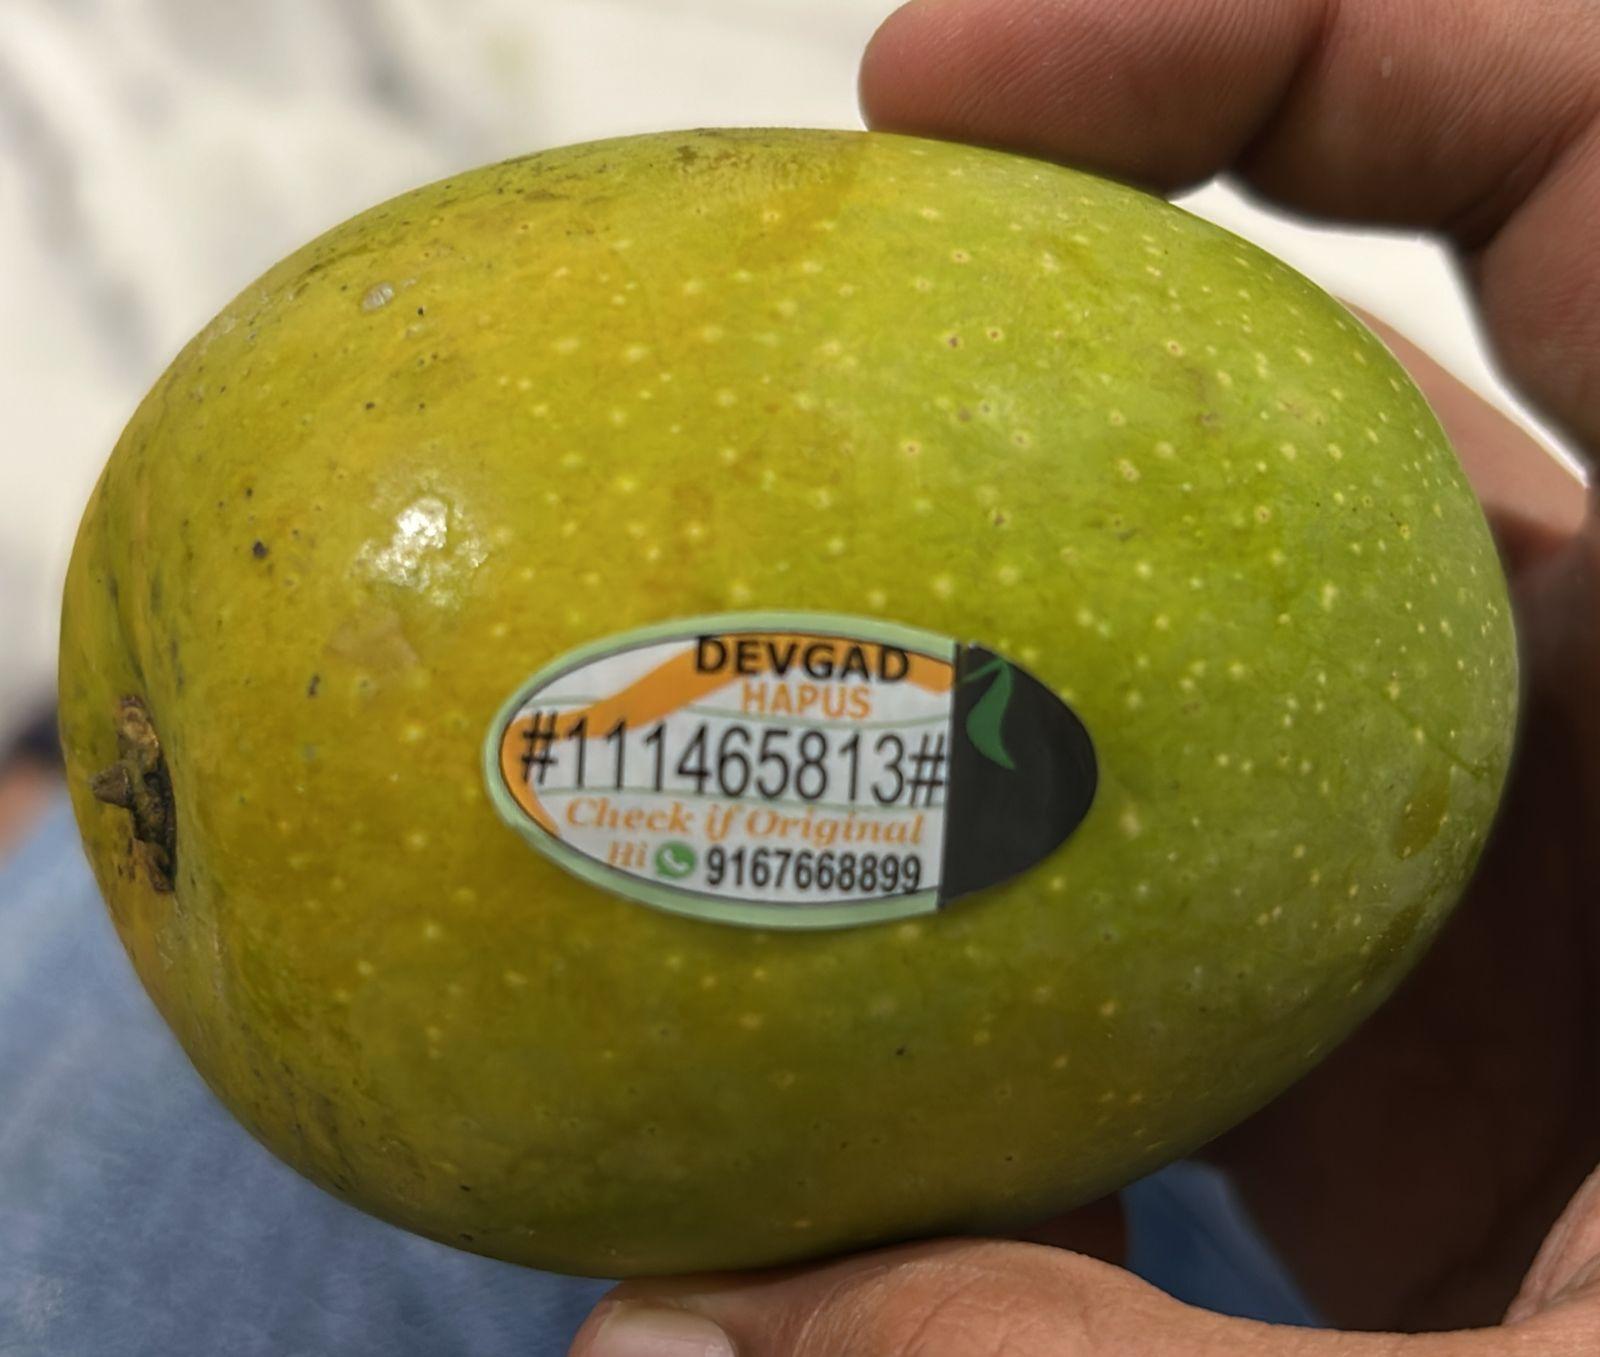 DEVGAD
HAPUS
#111465813#
Check if Original
Hi 9167668899